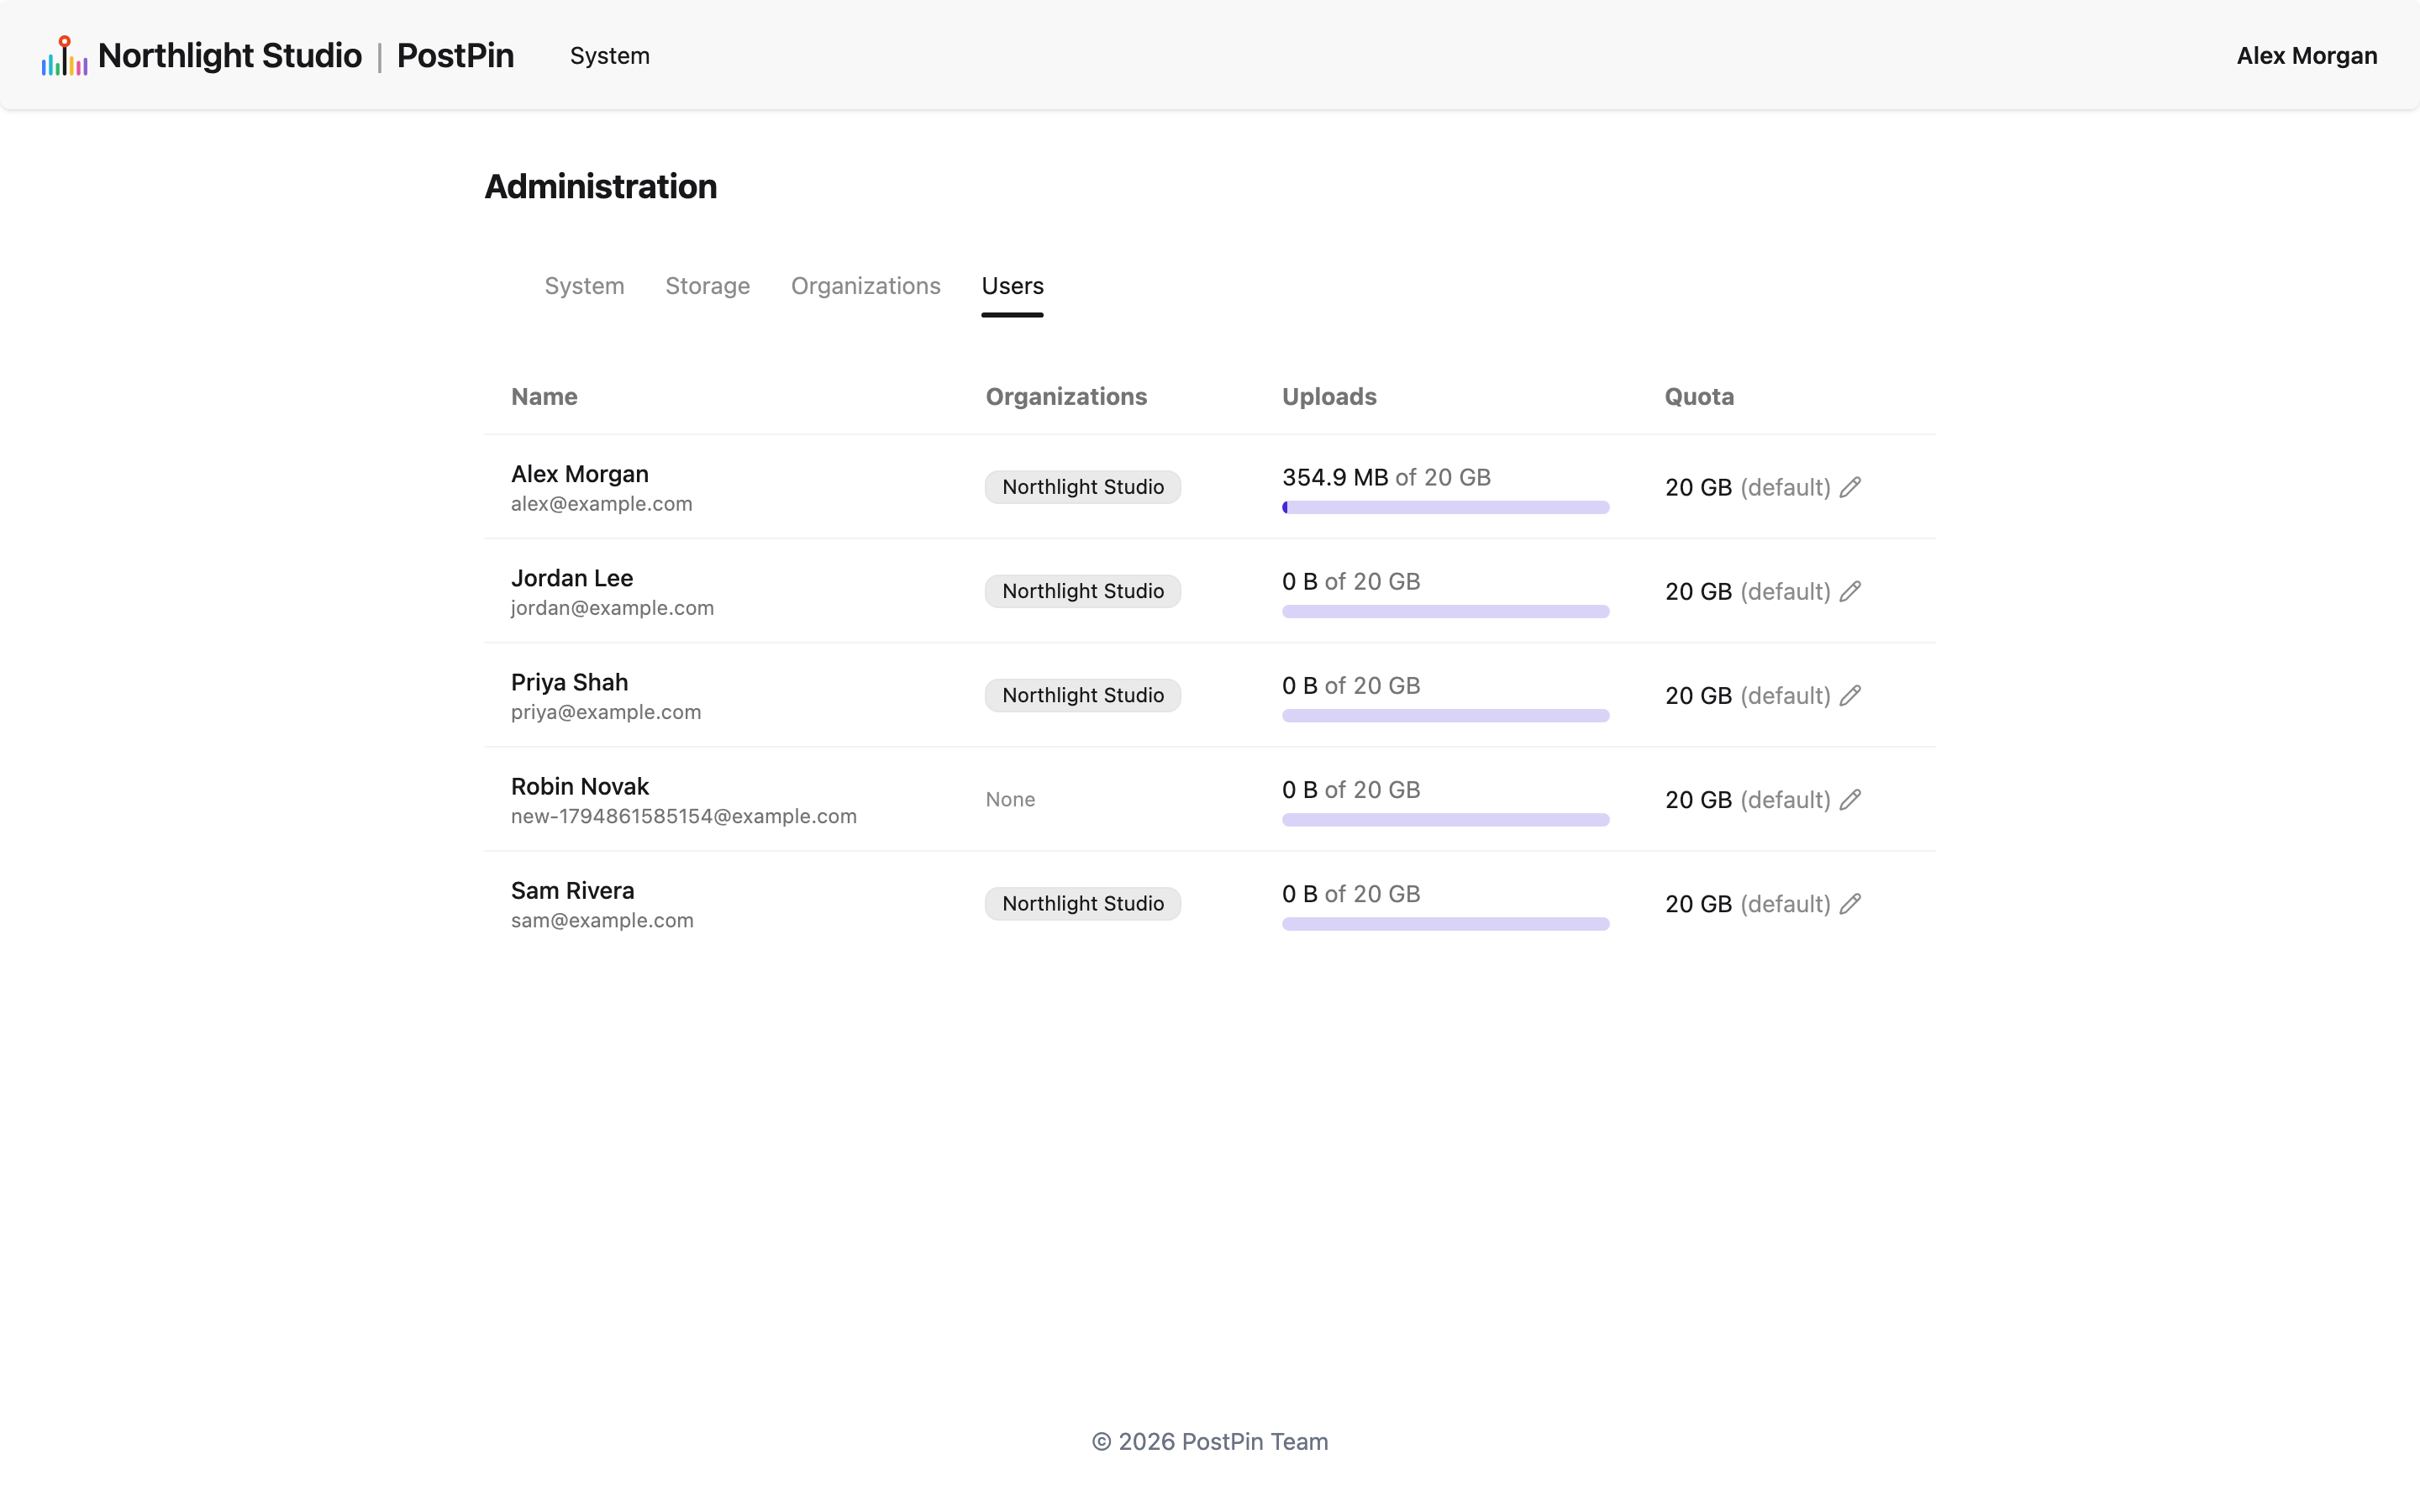 Northlight Studio | PostPin System Alex Morgan
Administration
System Storage Organizations Users
Name Organizations Uploads Quota
Alex Morgan
alex@example.com
Northlight Studio
354.9 MB of 20 GB
20 GB (default)
Jordan Lee
jordan@example.com
Northlight Studio
0 B of 20 GB
20 GB (default)
Priya Shah
priya@example.com
Northlight Studio
0 B of 20 GB
20 GB (default)
Robin Novak
new-1794861585154@example.com
None
0 B of 20 GB
20 GB (default)
Sam Rivera
sam@example.com
Northlight Studio
0 B of 20 GB
20 GB (default)
© 2026 PostPin Team